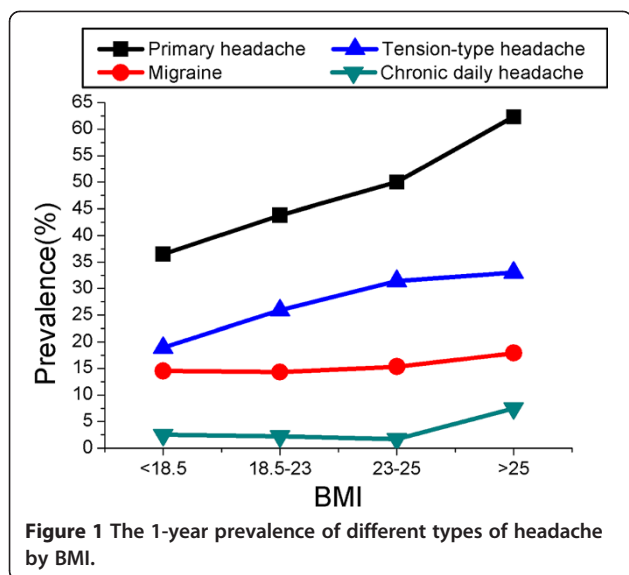 Primary headache
Tension-type headache
Migraine
Chronic daily headache
65
60
55
50
45
40
35
30
25
20
15
10
5
0
Prevalence(%)
<18.5
18.5-23
23-25
>25
BMI
Figure 1 The 1-year prevalence of different types of headache
by BMI.